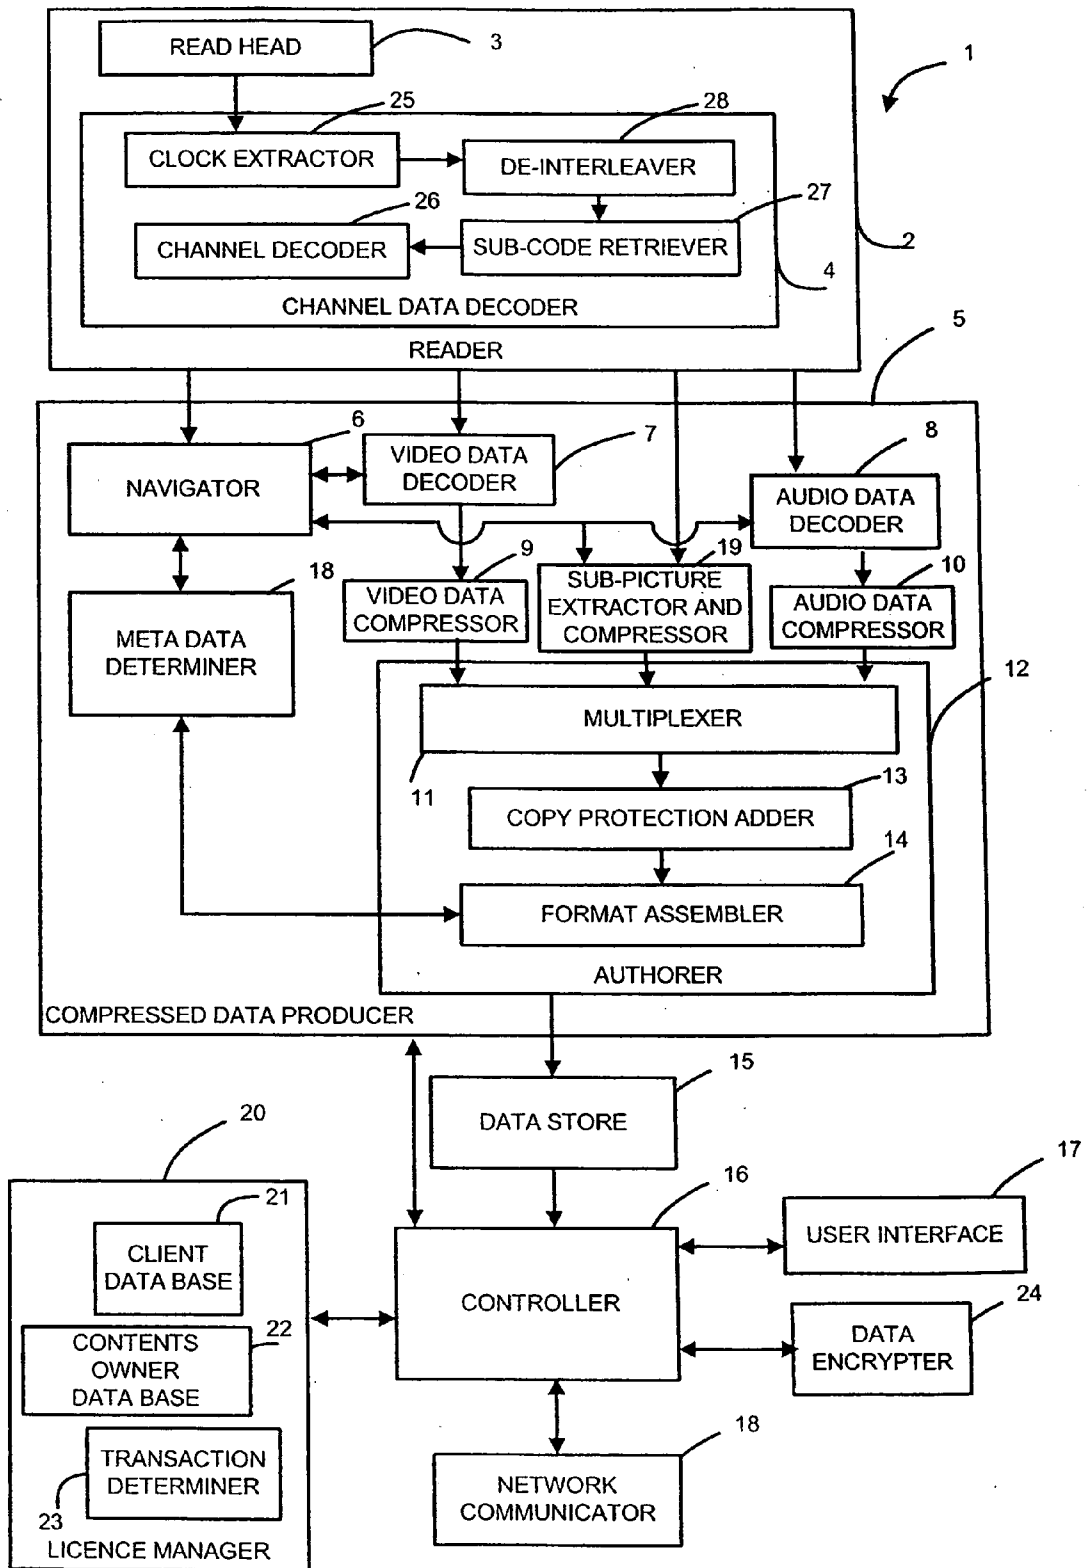 READ HEAD
3
1
25
28
CLOCK EXTRACTOR
DE-INTERLEAVER
26
27
CHANNEL DECODER
SUB-CODE RETRIEVER
2
4
CHANNEL DATA DECODER
READER
5
6
7
8
NAVIGATOR
VIDEO DATA
DECODER
AUDIO DATA
DECODER
18
9
19
10
META DATA
DETERMINER
VIDEO DATA
COMPRESSOR
SUB-PICTURE
EXTRACTOR AND
COMPRESSOR
AUDIO DATA
COMPRESSOR
12
MULTIPLEXER
11
13
COPY PROTECTION ADDER
14
FORMAT ASSEMBLER
AUTHORER
COMPRESSED DATA PRODUCER
15
DATA STORE
20
17
21
16
CLIENT
DATA BASE
USER INTERFACE
CONTROLLER
24
22
CONTENTS
OWNER
DATA BASE
DATA
ENCRYPTER
18
TRANSACTION
DETERMINER
NETWORK
COMMUNICATOR
23
LICENCE MANAGER